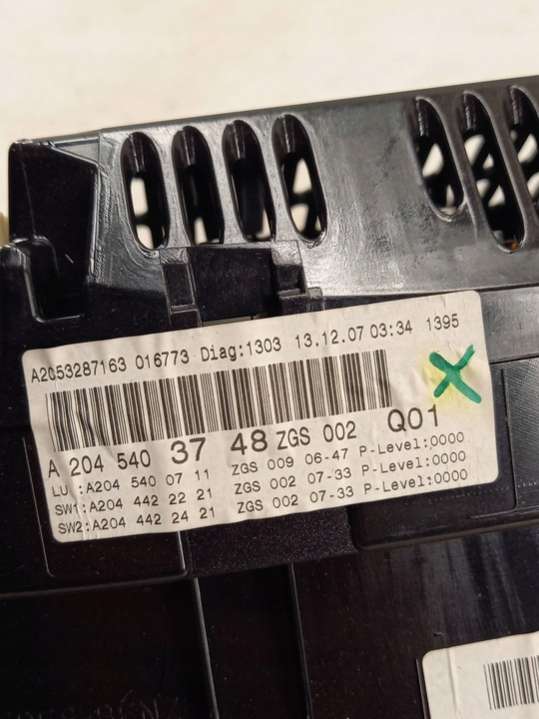 A2053287163 016773 Diag:1303 13.12.07 03:34 1395
A 204 540 37 48 ZGS 002 Q01
LU :A204 540 07 11 ZGS 009 06-47 P-Level:0000
SW1:A204 442 22 21 ZGS 002 07-33 P-Level:0000
SW2:A204 442 24 21 ZGS 002 07-33 P-Level:0000